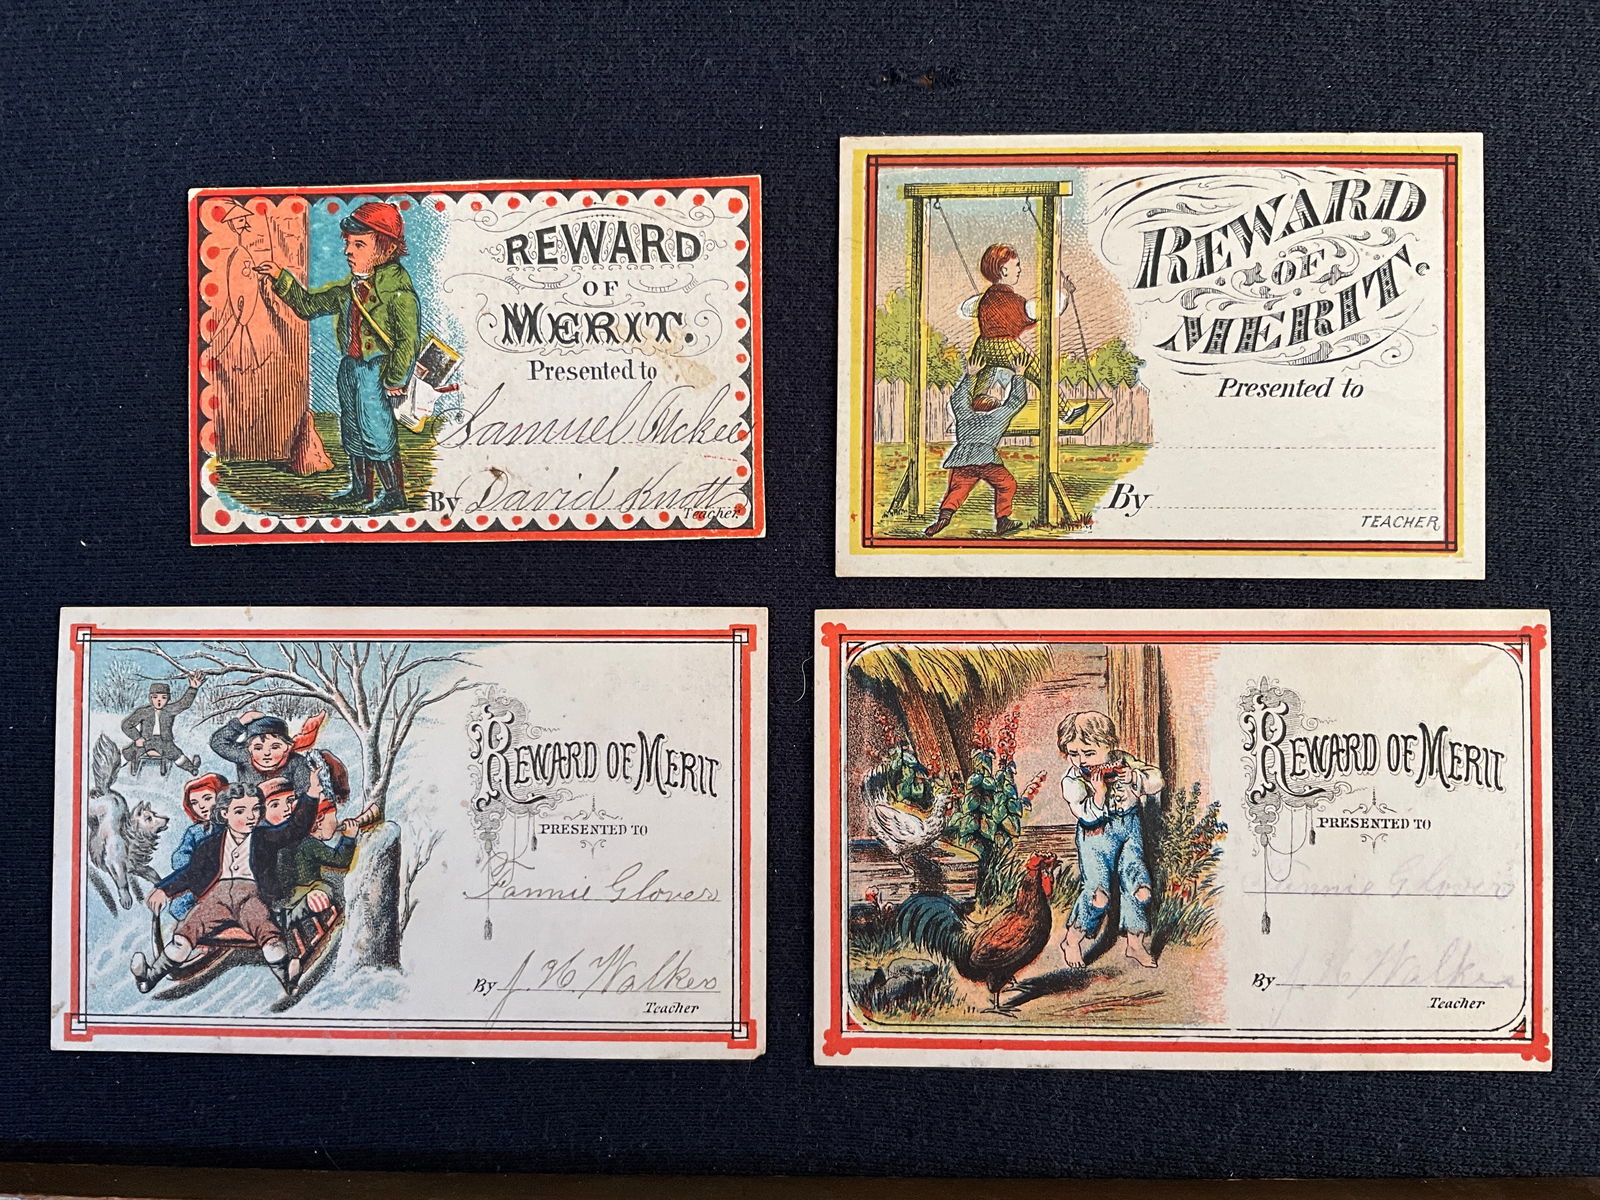 REWARD
OF
MERIT.
Presented to
Samuel Mckee
By David Knott
Teacher.
REWARD
OF
MERIT.
Presented to
By
TEACHER
REWARD OF MERIT
PRESENTED TO
Fannie Glover
By J. H. Walker
Teacher
REWARD OF MERIT
PRESENTED TO
Fannie Glover
By J H Walker
Teacher